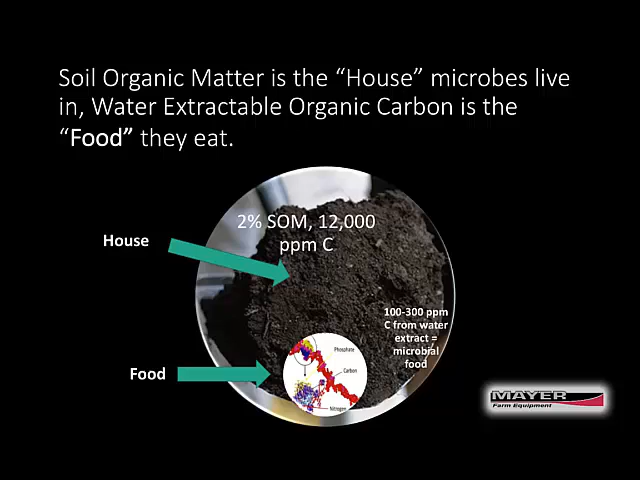 Soil Organic Matter is the “House” microbes live
in, Water Extractable Organic Carbon is the
“Food” they eat.
2% SOM, 12,000
ppm C
House
100-300 ppm
C from water
extract =
microbial
food
Phosphate
Carbon
Food
Nitrogen
MAYER
Farm Equipment